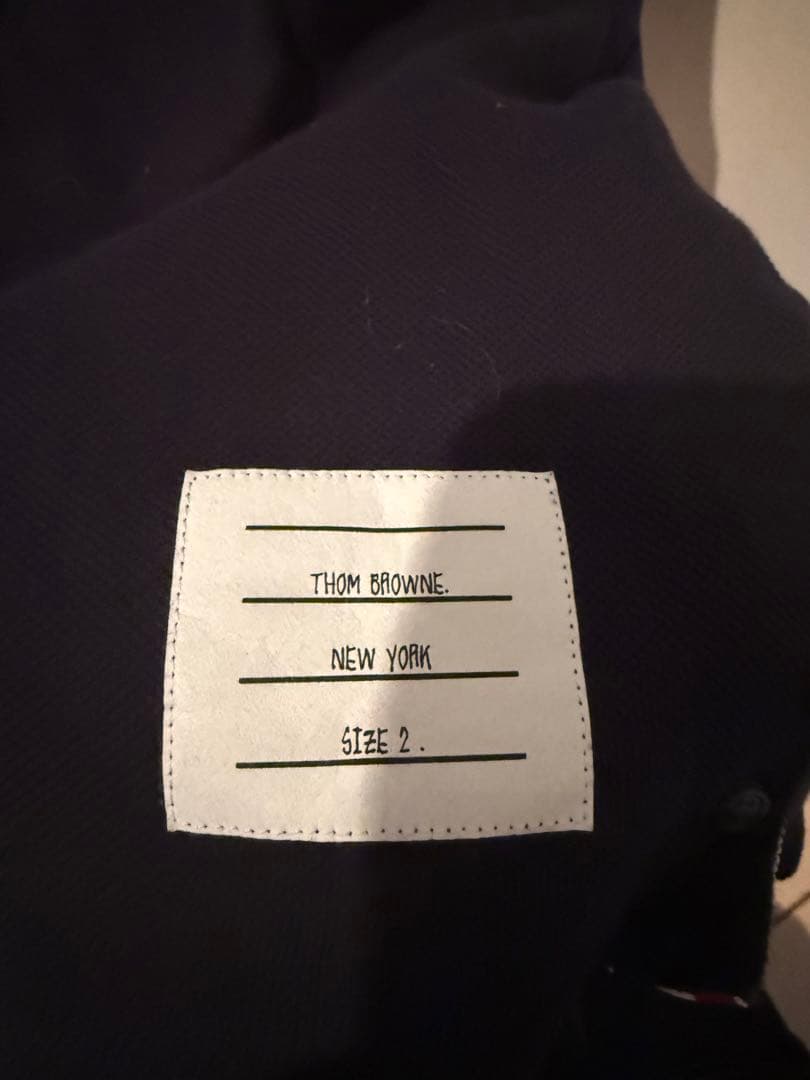 THOM BROWNE.
NEW YORK
SIZE 2 .